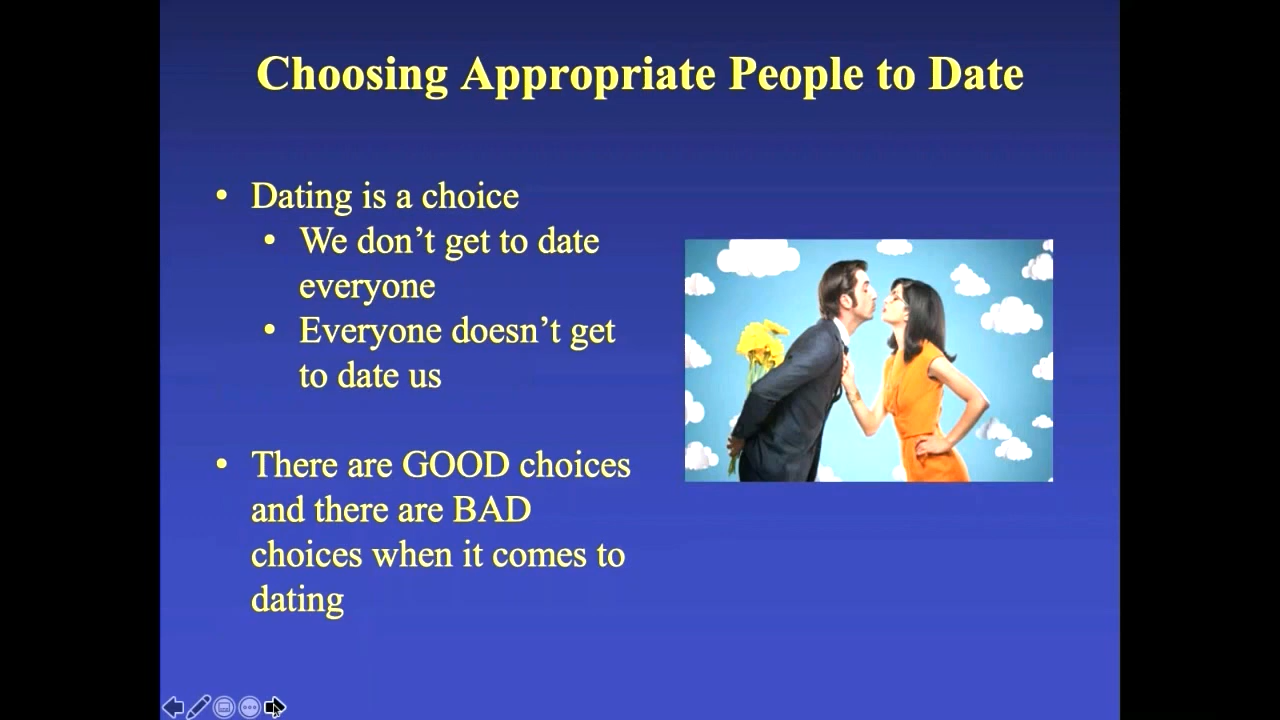 Choosing Appropriate People to Date
• Dating is a choice
• We don’t get to date
everyone
• Everyone doesn’t get
to date us
• There are GOOD choices
and there are BAD
choices when it comes to
dating